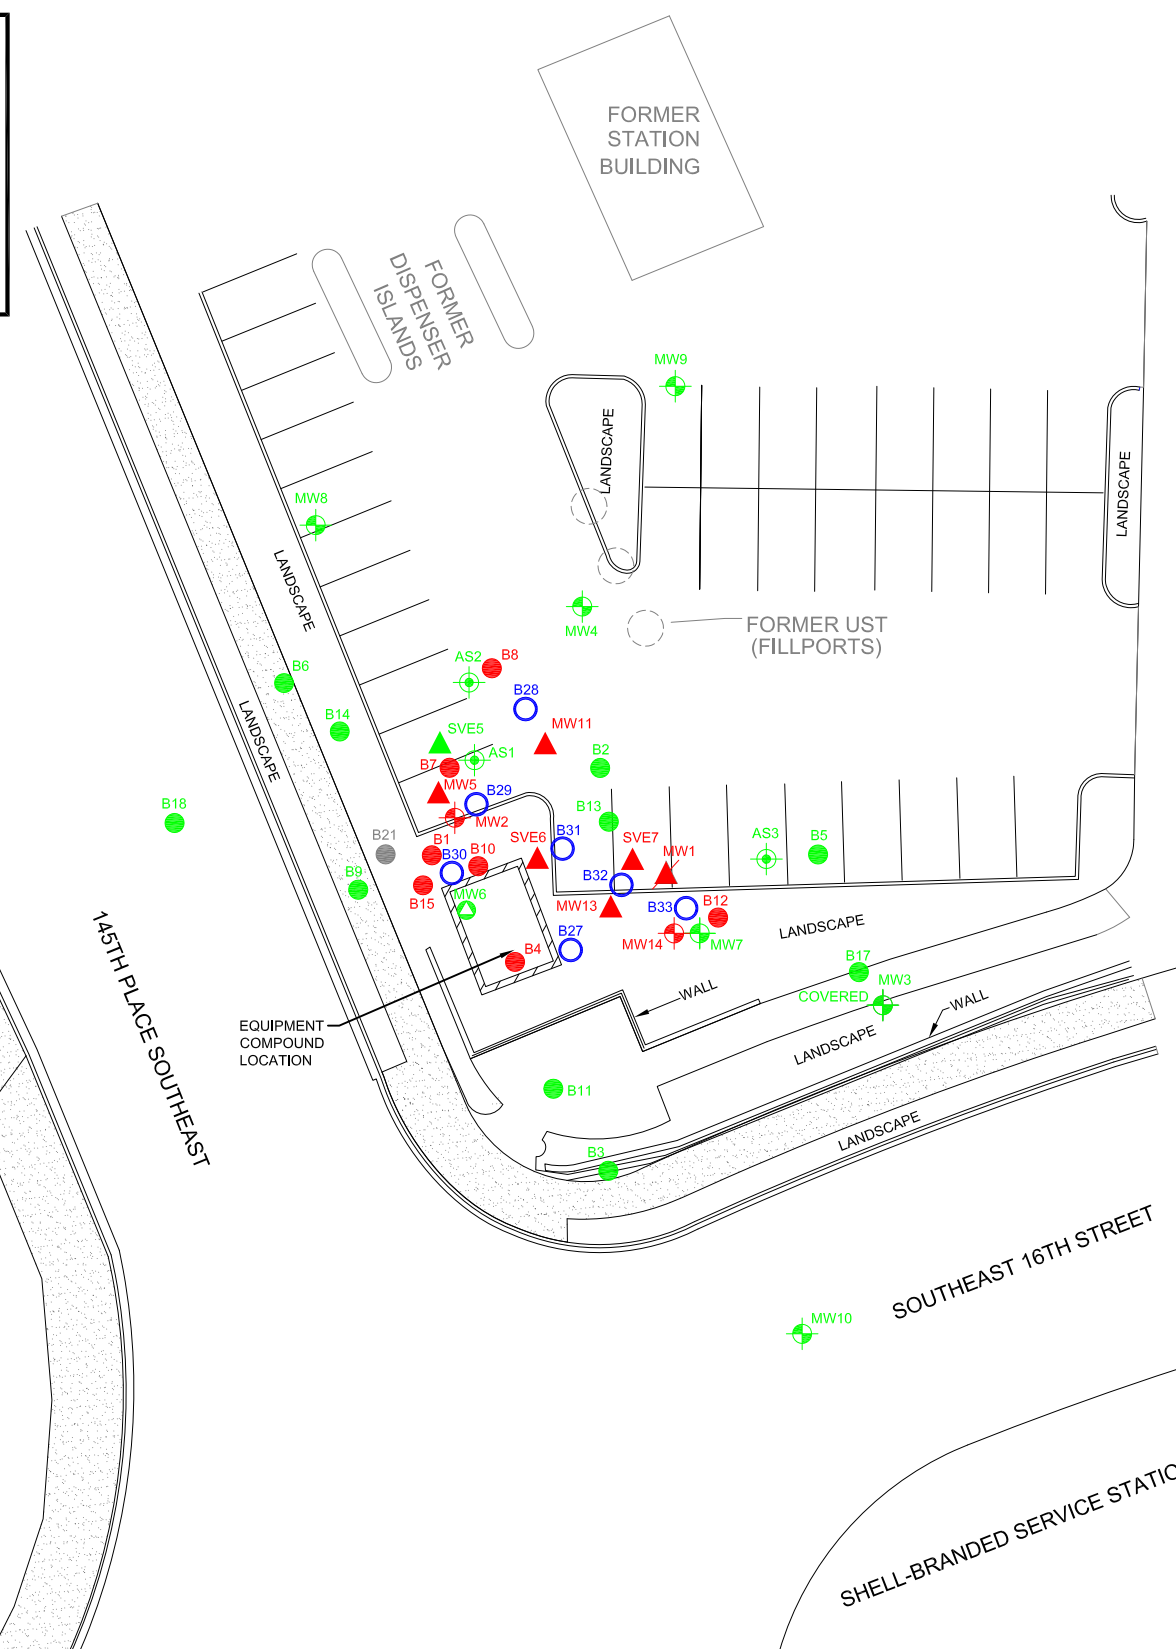 FORMER
STATION
BUILDING
FORMER
DISPENSER
ISLANDS
MW9
LANDSCAPE
LANDSCAPE
MW8
LANDSCAPE
MW4
FORMER UST
(FILLPORTS)
B6
AS2
B8
B28
LANDSCAPE
B14
SVE5
MW11
AS1
B2
B7
MW5
B29
B18
B13
MW2
B21
B1
B30
B10
SVE6
B31
SVE7
MW1
AS3
B5
B9
B15
B32
MW6
MW13
B33
B12
MW14
MW7
LANDSCAPE
B27
B4
145TH PLACE SOUTHEAST
B17
MW3
COVERED
WALL
WALL
EQUIPMENT
COMPOUND
LOCATION
LANDSCAPE
B11
LANDSCAPE
B3
SOUTHEAST 16TH STREET
MW10
SHELL-BRANDED SERVICE STATIO